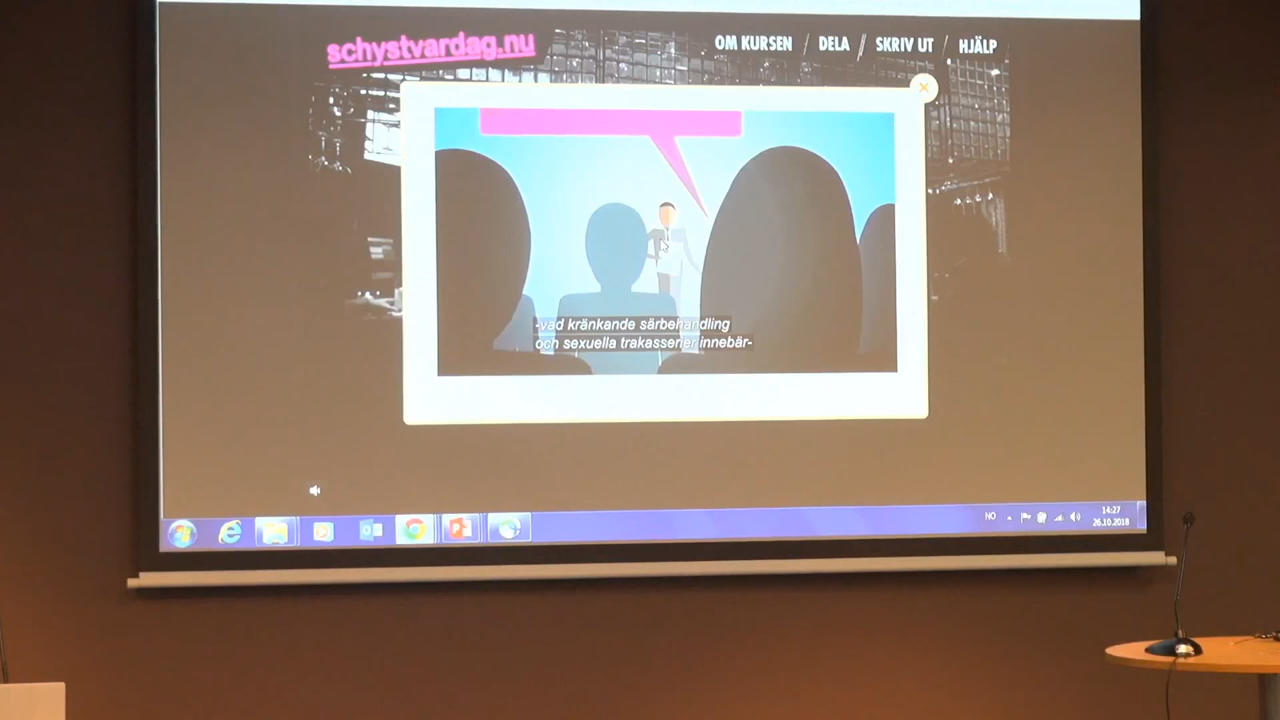 schystvardag.nu
OM KURSEN / DELA / SKRIV UT / HJÄLP
-vad kränkande särbehandling
och sexuella trakasserier innebär-
NO
14:27
26.10.2018